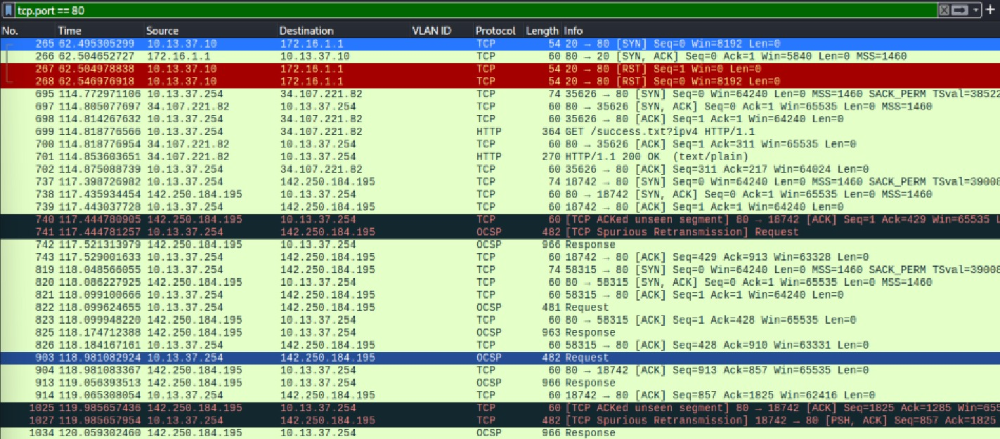 tcp.port == 80
No. Time Source Destination VLAN ID Protocol Length Info
265 62.495305299 10.13.37.10 172.16.1.1 TCP 54 20 → 80 [SYN] Seq=0 Win=8192 Len=0
266 62.504652727 172.16.1.1 10.13.37.10 TCP 60 80 → 20 [SYN, ACK] Seq=0 Ack=1 Win=5840 Len=0 MSS=1460
267 62.504978838 10.13.37.10 172.16.1.1 TCP 54 20 → 80 [RST] Seq=1 Win=0 Len=0
268 62.546976918 10.13.37.10 172.16.1.1 TCP 54 20 → 80 [RST] Seq=0 Win=8192 Len=0
695 114.772971106 10.13.37.254 34.107.221.82 TCP 74 35626 → 80 [SYN] Seq=0 Win=64240 Len=0 MSS=1460 SACK_PERM TSval=38522
697 114.805077697 34.107.221.82 10.13.37.254 TCP 60 80 → 35626 [SYN, ACK] Seq=0 Ack=1 Win=65535 Len=0 MSS=1460
698 114.814267632 10.13.37.254 34.107.221.82 TCP 60 35626 → 80 [ACK] Seq=1 Ack=1 Win=64240 Len=0
699 114.818776566 10.13.37.254 34.107.221.82 HTTP 364 GET /success.txt?ipv4 HTTP/1.1
700 114.818776954 34.107.221.82 10.13.37.254 TCP 60 80 → 35626 [ACK] Seq=1 Ack=311 Win=65535 Len=0
701 114.853603651 34.107.221.82 10.13.37.254 HTTP 270 HTTP/1.1 200 OK (text/plain)
702 114.875088739 10.13.37.254 34.107.221.82 TCP 60 35626 → 80 [ACK] Seq=311 Ack=217 Win=64024 Len=0
737 117.398726982 10.13.37.254 142.250.184.195 TCP 74 18742 → 80 [SYN] Seq=0 Win=64240 Len=0 MSS=1460 SACK_PERM TSval=39008
738 117.435934454 142.250.184.195 10.13.37.254 TCP 60 80 → 18742 [SYN, ACK] Seq=0 Ack=1 Win=65535 Len=0 MSS=1460
739 117.443037728 10.13.37.254 142.250.184.195 TCP 60 18742 → 80 [ACK] Seq=1 Ack=1 Win=64240 Len=0
740 117.444780905 142.250.184.195 10.13.37.254 TCP 60 [TCP ACKed unseen segment] 80 → 18742 [ACK] Seq=1 Ack=429 Win=65535 L
741 117.444781257 10.13.37.254 142.250.184.195 OCSP 482 [TCP Spurious Retransmission] Request
742 117.521313979 142.250.184.195 10.13.37.254 OCSP 966 Response
743 117.529001633 10.13.37.254 142.250.184.195 TCP 60 18742 → 80 [ACK] Seq=429 Ack=913 Win=63328 Len=0
819 118.048566055 10.13.37.254 142.250.184.195 TCP 74 58315 → 80 [SYN] Seq=0 Win=64240 Len=0 MSS=1460 SACK_PERM TSval=39008
820 118.086227925 142.250.184.195 10.13.37.254 TCP 60 80 → 58315 [SYN, ACK] Seq=0 Ack=1 Win=65535 Len=0 MSS=1460
821 118.099100666 10.13.37.254 142.250.184.195 TCP 60 58315 → 80 [ACK] Seq=1 Ack=1 Win=64240 Len=0
822 118.099624655 10.13.37.254 142.250.184.195 OCSP 481 Request
823 118.099948220 142.250.184.195 10.13.37.254 TCP 60 80 → 58315 [ACK] Seq=1 Ack=428 Win=65535 Len=0
825 118.174712388 142.250.184.195 10.13.37.254 OCSP 963 Response
826 118.184167161 10.13.37.254 142.250.184.195 TCP 60 58315 → 80 [ACK] Seq=428 Ack=910 Win=63331 Len=0
903 118.981082924 10.13.37.254 142.250.184.195 OCSP 482 Request
904 118.981083367 142.250.184.195 10.13.37.254 TCP 60 80 → 18742 [ACK] Seq=913 Ack=857 Win=65535 Len=0
913 119.056393513 142.250.184.195 10.13.37.254 OCSP 966 Response
914 119.065308054 10.13.37.254 142.250.184.195 TCP 60 18742 → 80 [ACK] Seq=857 Ack=1825 Win=62416 Len=0
1025 119.985657436 142.250.184.195 10.13.37.254 TCP 60 [TCP ACKed unseen segment] 80 → 18742 [ACK] Seq=1825 Ack=1285 Win=655
1027 119.985657954 10.13.37.254 142.250.184.195 TCP 482 [TCP Spurious Retransmission] 18742 → 80 [PSH, ACK] Seq=857 Ack=1825
1034 120.059302460 142.250.184.195 10.13.37.254 OCSP 966 Response